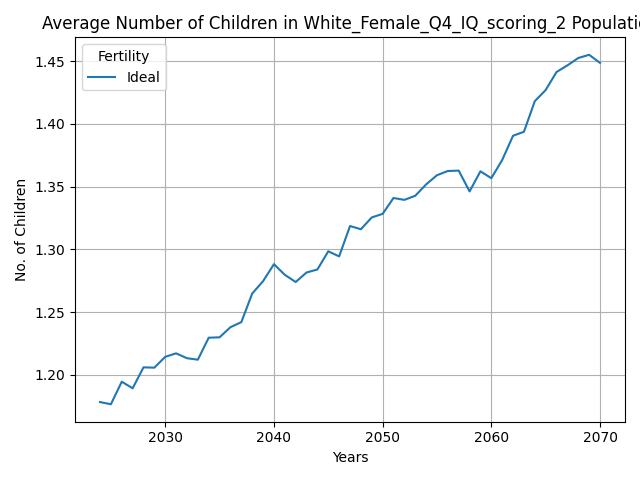 Average Number of Children in White_Female_Q4_IQ_scoring_2 Populatio
Fertility
Ideal
1.45
1.40
1.35
1.30
1.25
1.20
No. of Children
2030 2040 2050 2060 2070
Years